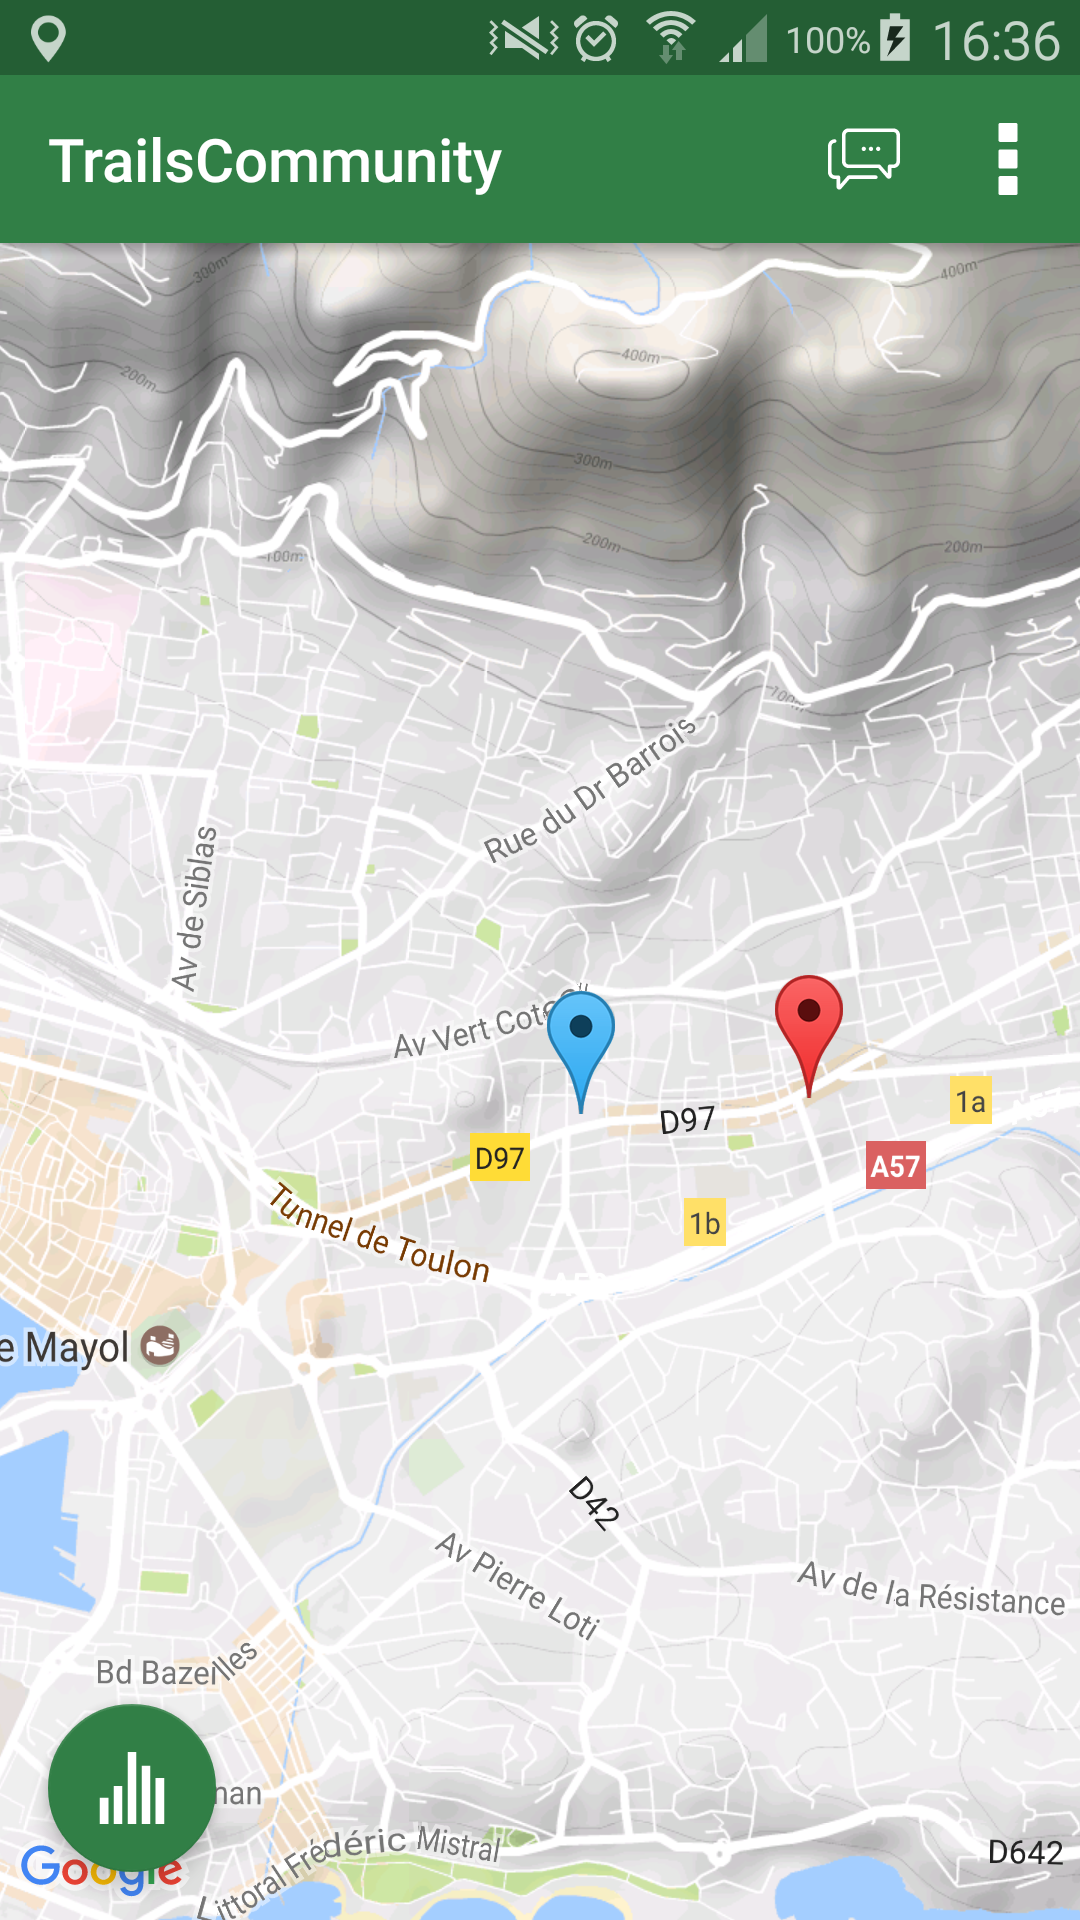 100% 16:36
TrailsCommunity
300m
400m
400m
200m
300m
200m
200m
100m
100m
Rue du Dr Barrois
Av de Siblas
Av Vert Coteau
D97
1a
D97
A57
1b
Tunnel de Toulon
e Mayol
D42
Av Pierre Loti
Av de la Résistance
Bd Bazeilles
nan
Littoral Frédéric Mistral
D642
Google